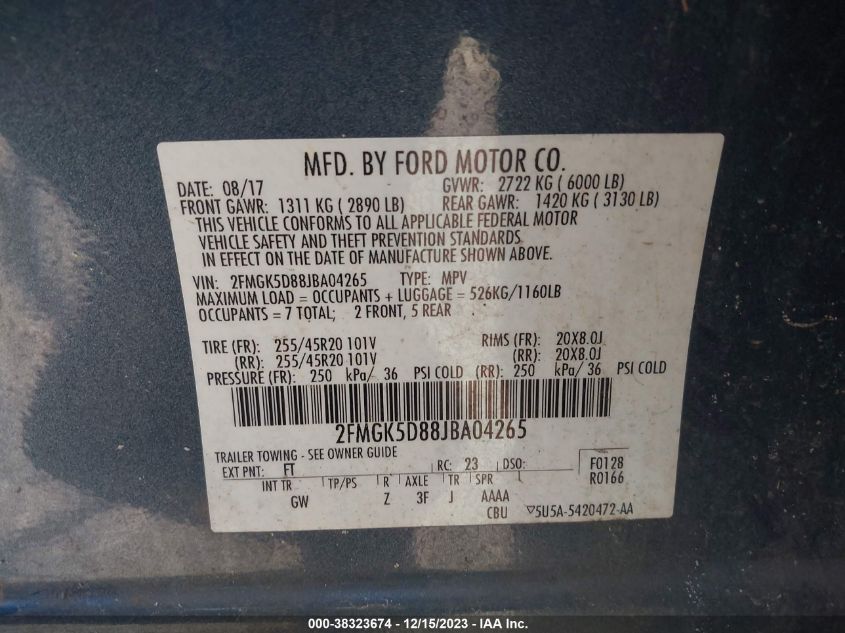 MFD. BY FORD MOTOR CO.
DATE: 08/17 GVWR: 2722 KG ( 6000 LB)
FRONT GAWR: 1311 KG ( 2890 LB) REAR GAWR: 1420 KG ( 3130 LB)
THIS VEHICLE CONFORMS TO ALL APPLICABLE FEDERAL MOTOR
VEHICLE SAFETY AND THEFT PREVENTION STANDARDS
IN EFFECT ON THE DATE OF MANUFACTURE SHOWN ABOVE.
VIN: 2FMGK5D88JBA04265 TYPE: MPV
MAXIMUM LOAD = OCCUPANTS + LUGGAGE = 526KG/1160LB
OCCUPANTS = 7 TOTAL; 2 FRONT, 5 REAR
TIRE (FR): 255/45R20 101V RIMS (FR): 20X8.0J
(RR): 255/45R20 101V (RR): 20X8.0J
PRESSURE (FR): 250 kPa/ 36 PSI COLD (RR): 250 kPa/ 36 PSI COLD
2FMGK5D88JBA04265
TRAILER TOWING - SEE OWNER GUIDE
EXT PNT: FT RC: 23 DSO: F0128
INT TR TP/PS R AXLE TR SPR R0166
GW Z 3F J AAAA
CBU ▽5U5A-5420472-AA
000-38323674 - 12/15/2023 - IAA Inc.